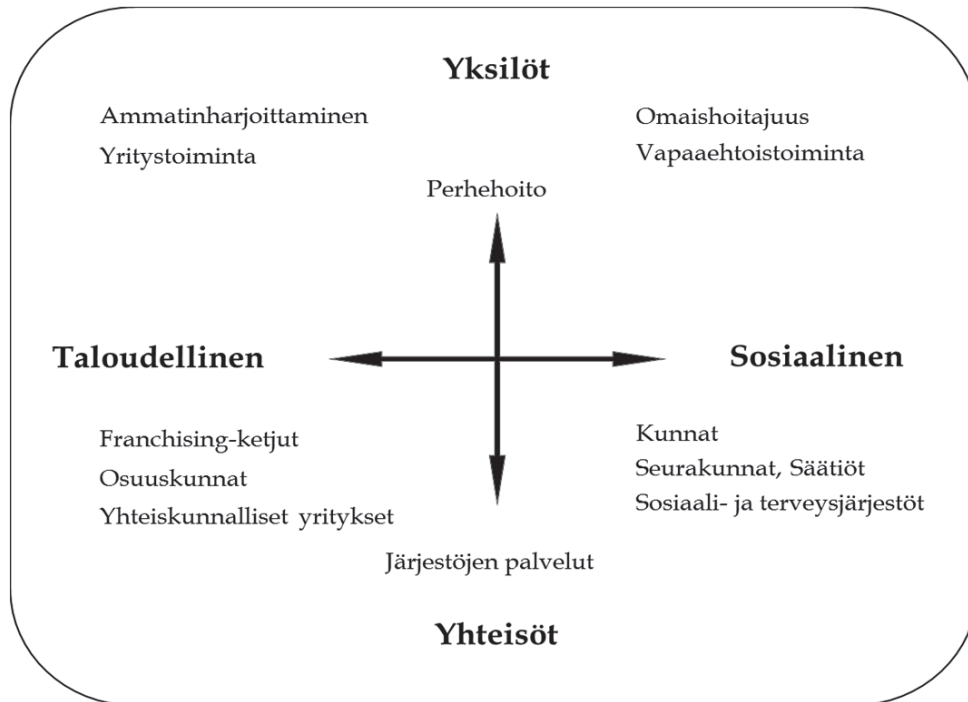 Yksilöt
Ammatinharjoittaminen
Yritystoiminta
Omaishoitajuus
Vapaaehtoistoiminta
Perhehoito
Taloudellinen
Sosiaalinen
Franchising-ketjut
Osuuskunnat
Yhteiskunnalliset yritykset
Kunnat
Seurakunnat, Säätiöt
Sosiaali- ja terveysjärjestöt
Järjestöjen palvelut
Yhteisöt